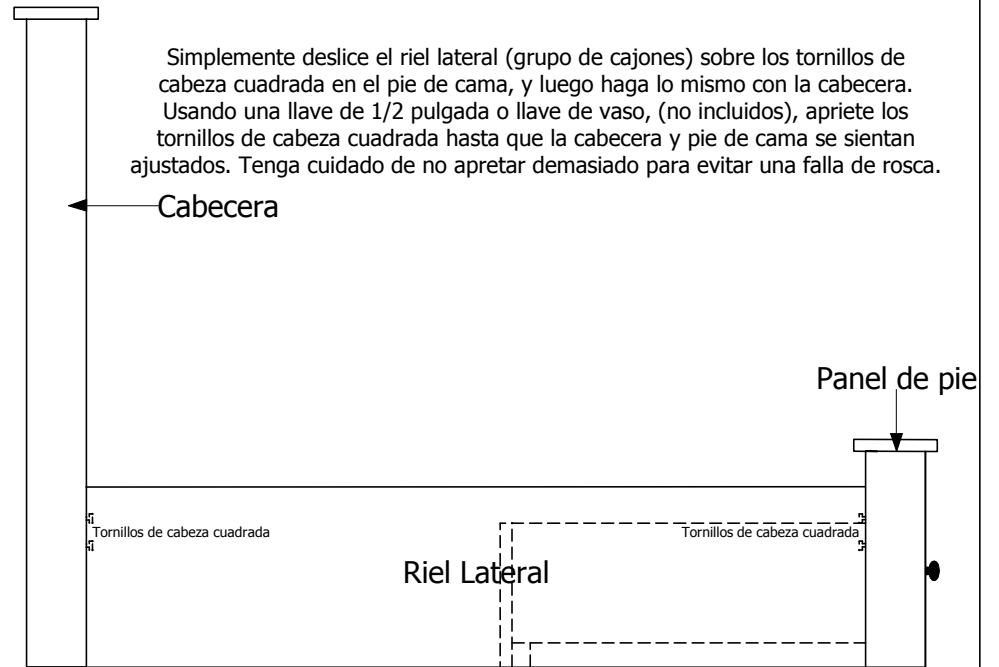 Simplemente deslice el riel lateral (grupo de cajones) sobre los tornillos de
cabeza cuadrada en el pie de cama, y luego haga lo mismo con la cabecera.
Usando una llave de 1/2 pulgada o llave de vaso, (no incluidos), apriete los
tornillos de cabeza cuadrada hasta que la cabecera y pie de cama se sientan
ajustados. Tenga cuidado de no apretar demasiado para evitar una falla de rosca.
Cabecera
Panel de pie
Tornillos de cabeza cuadrada
Tornillos de cabeza cuadrada
Riel Lateral